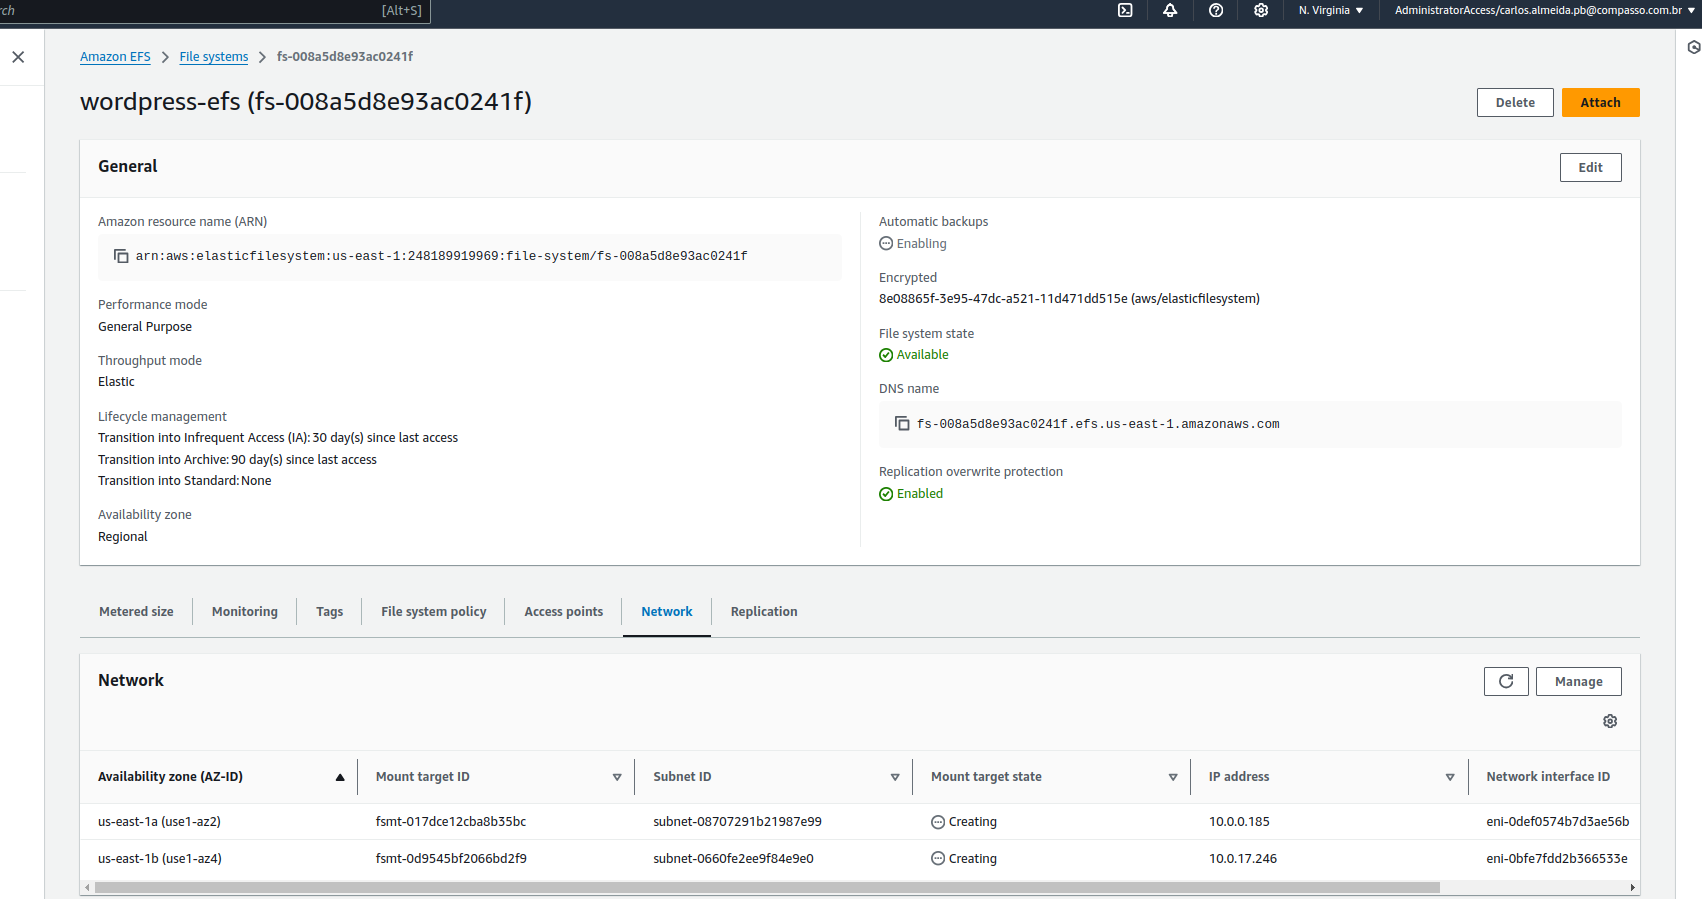 rch [Alt+S] N. Virginia ▼ AdministratorAccess/carlos.almeida.pb@compasso.com.br ▼
Amazon EFS > File systems > fs-008a5d8e93ac0241f
wordpress-efs (fs-008a5d8e93ac0241f)
Delete Attach
General
Edit
Amazon resource name (ARN)
arn:aws:elasticfilesystem:us-east-1:248189919969:file-system/fs-008a5d8e93ac0241f
Performance mode
General Purpose
Throughput mode
Elastic
Lifecycle management
Transition into Infrequent Access (IA): 30 day(s) since last access
Transition into Archive: 90 day(s) since last access
Transition into Standard: None
Availability zone
Regional
Automatic backups
Enabling
Encrypted
8e08865f-3e95-47dc-a521-11d471dd515e (aws/elasticfilesystem)
File system state
Available
DNS name
fs-008a5d8e93ac0241f.efs.us-east-1.amazonaws.com
Replication overwrite protection
Enabled
Metered size Monitoring Tags File system policy Access points Network Replication
Network
Manage
Availability zone (AZ-ID) Mount target ID Subnet ID Mount target state IP address Network interface ID
us-east-1a (use1-az2) fsmt-017dce12cba8b35bc subnet-08707291b21987e99 Creating 10.0.0.185 eni-0def0574b7d3ae56b
us-east-1b (use1-az4) fsmt-0d9545bf2066bd2f9 subnet-0660fe2ee9f84e9e0 Creating 10.0.17.246 eni-0bfe7fdd2b366533e